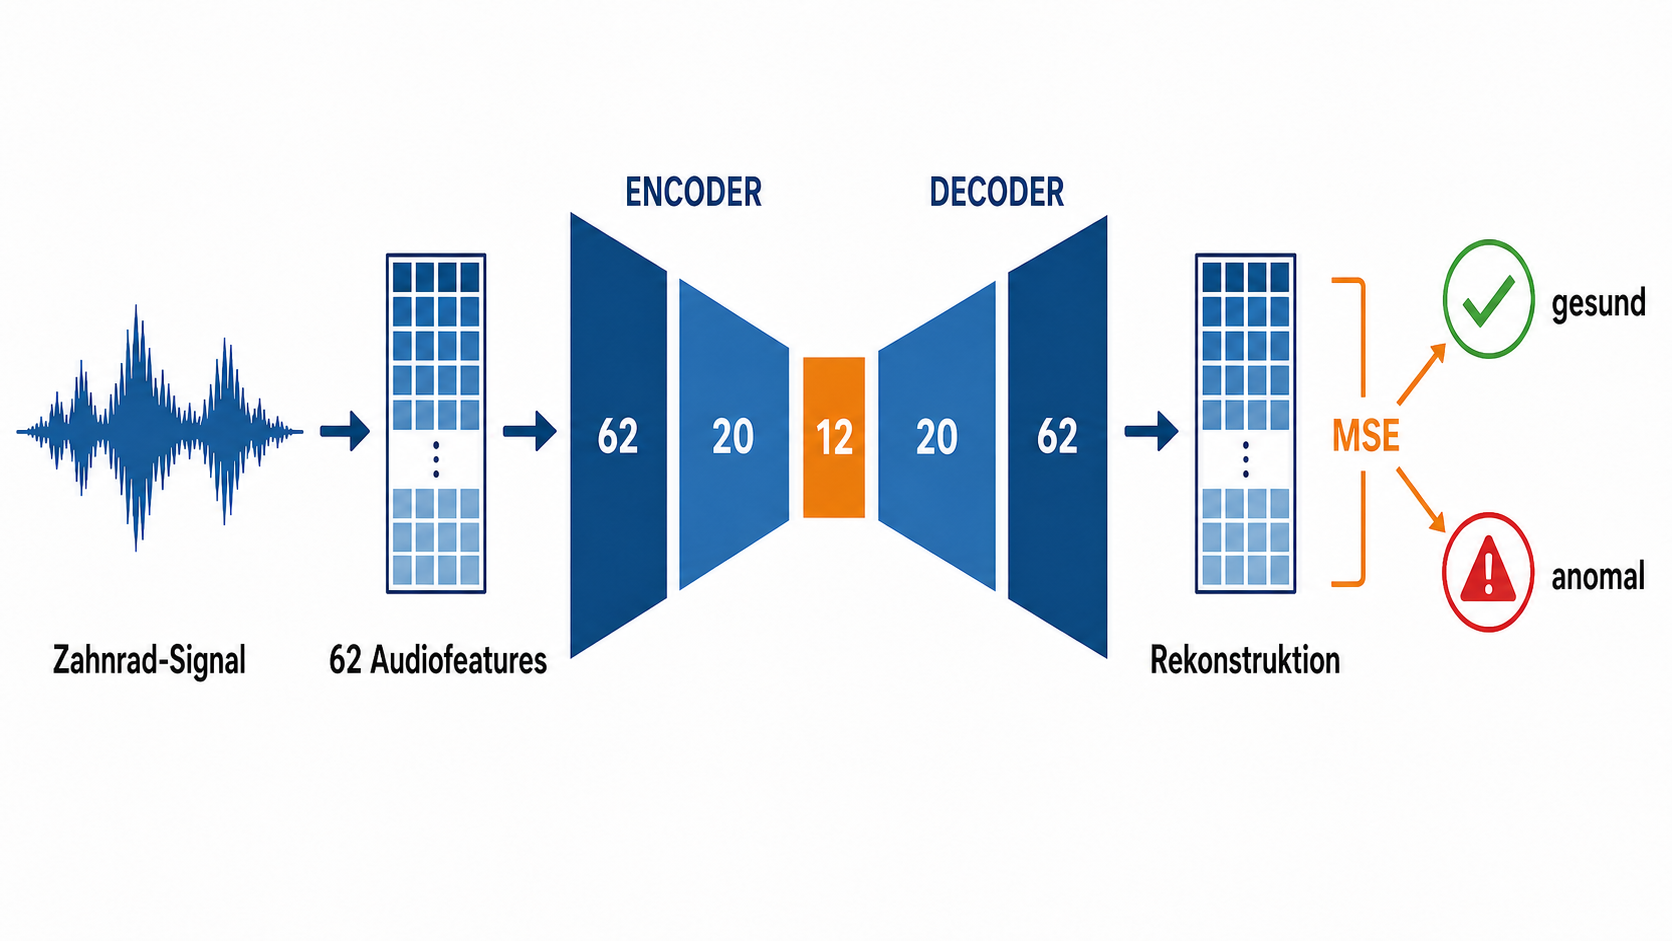 ENCODER
DECODER
62
20
12
20
62
MSE
gesund
anomal
Zahnrad-Signal
62 Audiofeatures
Rekonstruktion